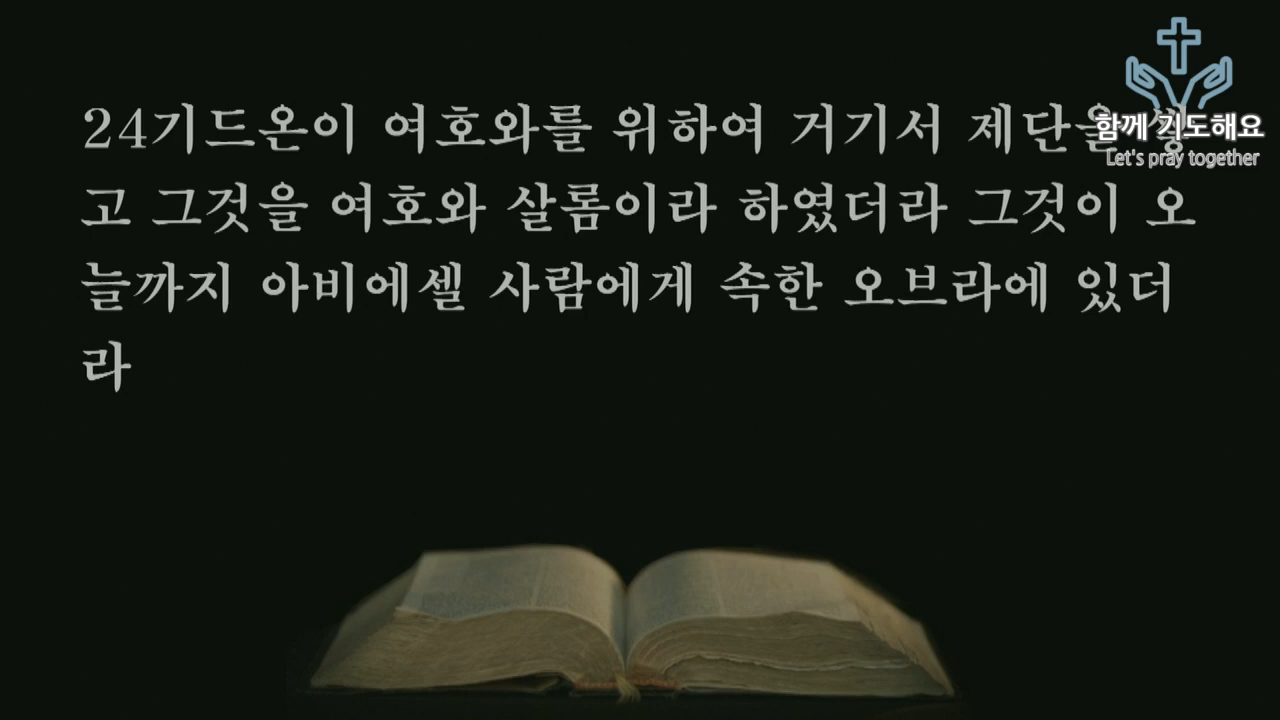 24기드온이 여호와를 위하여 거기서 제단을
고 그것을 여호와 살롬이라 하였더라 그것이 오
늘까지 아비에셀 사람에게 속한 오브라에 있더
라
함께 기도해요
Let's pray together